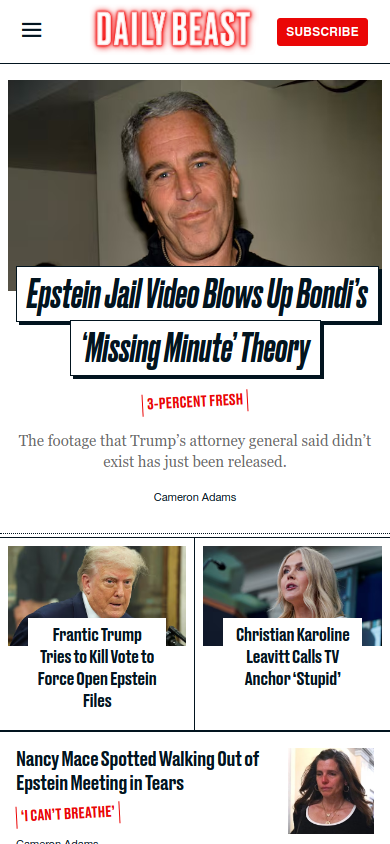 DAILY BEAST
SUBSCRIBE
Epstein Jail Video Blows Up Bondi's
'Missing Minute' Theory
3-PERCENT FRESH
The footage that Trump's attorney general said didn't
exist has just been released.
Cameron Adams
Frantic Trump
Tries to Kill Vote to
Force Open Epstein
Files
Christian Karoline
Leavitt Calls TV
Anchor 'Stupid'
Nancy Mace Spotted Walking Out of
Epstein Meeting in Tears
'I CAN'T BREATHE'
Cameron Adams